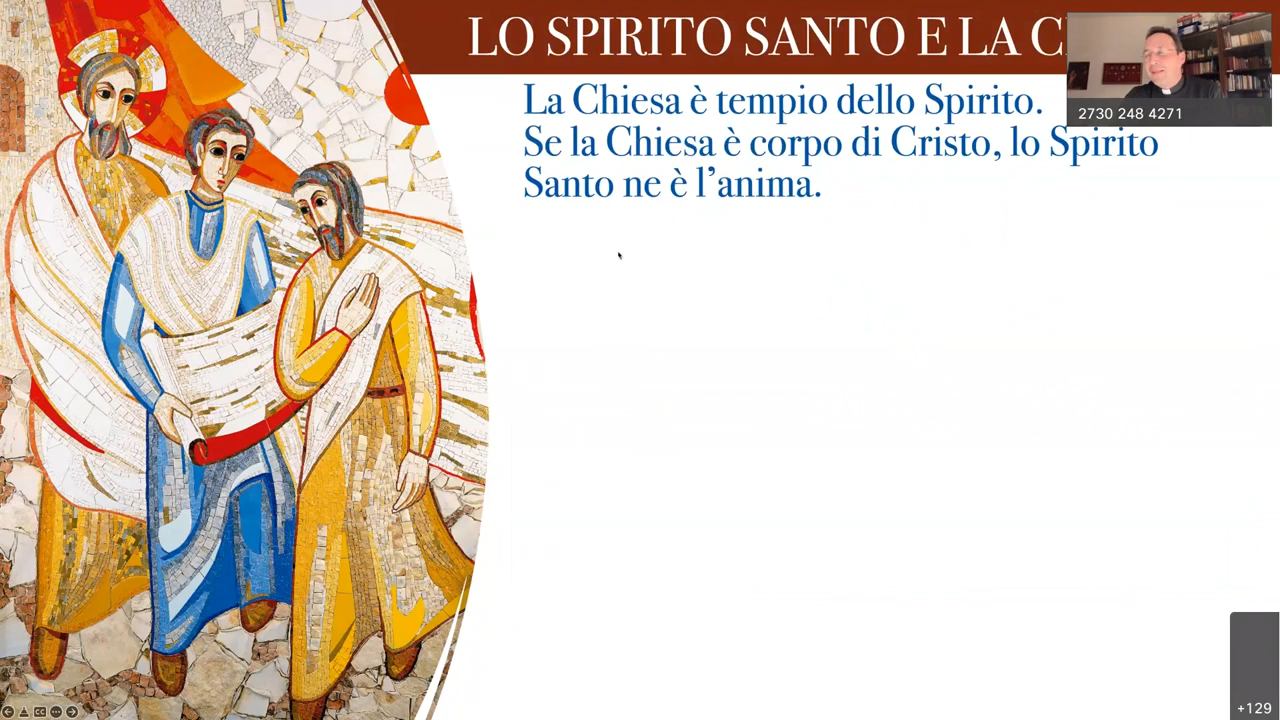 LO SPIRITO SANTO E LA
2730 248 4271
La Chiesa è tempio dello Spirito.
Se la Chiesa è corpo di Cristo, lo Spirito
Santo ne è l’anima.
+129